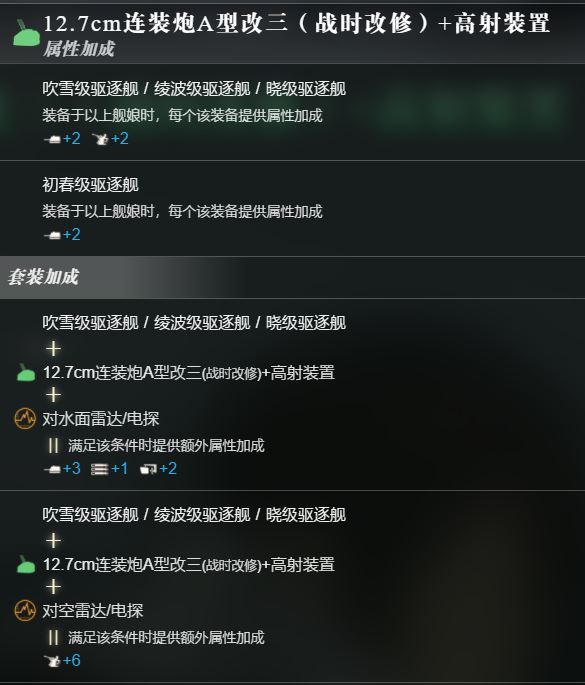 12.7cm连装炮A型改三（战时改修）+高射装置
属性加成
吹雪级驱逐舰 / 绫波级驱逐舰 / 晓级驱逐舰
装备于以上舰娘时，每个该装备提供属性加成
+2 +2
初春级驱逐舰
装备于以上舰娘时，每个该装备提供属性加成
+2
套装加成
吹雪级驱逐舰 / 绫波级驱逐舰 / 晓级驱逐舰
+
12.7cm连装炮A型改三(战时改修)+高射装置
+
对水面雷达/电探
满足该条件时提供额外属性加成
+3 +1 +2
吹雪级驱逐舰 / 绫波级驱逐舰 / 晓级驱逐舰
+
12.7cm连装炮A型改三(战时改修)+高射装置
+
对空雷达/电探
满足该条件时提供额外属性加成
+6